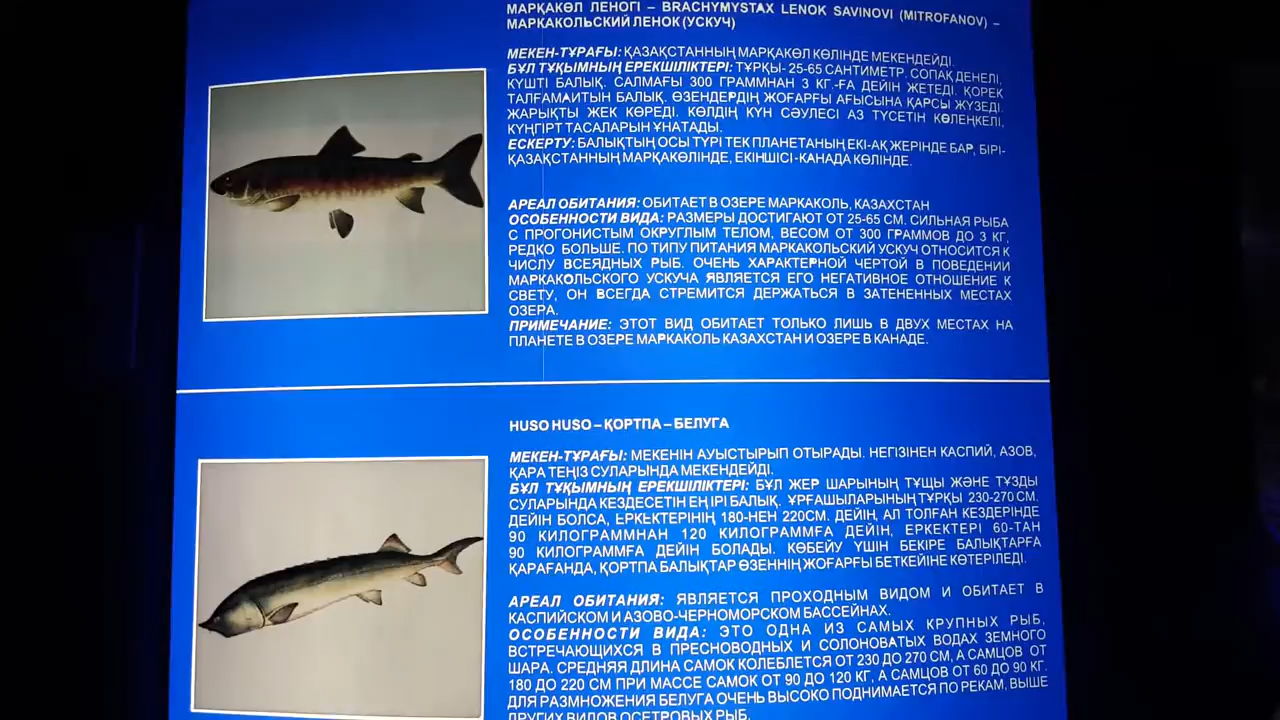 МАРҚАКӨЛ ЛЕНОГІ – BRACHYMYSTAX LENOK SAVINOVI (MITROFANOV) –
МАРКАКОЛЬСКИЙ ЛЕНОК (УСКУЧ)
МЕКЕН-ТҰРАҒЫ: ҚАЗАҚСТАННЫҢ МАРҚАКӨЛ КӨЛІНДЕ МЕКЕНДЕЙДІ.
БҰЛ ТҰҚЫМНЫҢ ЕРЕКШІЛІКТЕРІ: ТҰРҚЫ- 25-65 САНТИМЕТР. СОПАҚ ДЕНЕЛІ,
КҮШТІ БАЛЫҚ. САЛМАҒЫ 300 ГРАММНАН 3 КГ.-ҒА ДЕЙІН ЖЕТЕДІ. ҚОРЕК
ТАЛҒАМАИТЫН БАЛЫҚ. ӨЗЕНДЕРДІҢ ЖОҒАРҒЫ АҒЫСЫНА ҚАРСЫ ЖҮЗЕДІ.
ЖАРЫҚТЫ ЖЕК КӨРЕДІ. КӨЛДІҢ КҮН СӘУЛЕСІ АЗ ТҮСЕТІН КӨЛЕҢКЕЛІ,
КҮҢГІРТ ТАСАЛАРЫН ҰНАТАДЫ.
ЕСКЕРТУ: БАЛЫҚТЫҢ ОСЫ ТҮРІ ТЕК ПЛАНЕТАНЫҢ ЕКІ-АҚ ЖЕРІНДЕ БАР, БІРІ-
ҚАЗАҚСТАННЫҢ МАРҚАКӨЛІНДЕ, ЕКІНШІСІ-КАНАДА КӨЛІНДЕ.
АРЕАЛ ОБИТАНИЯ: ОБИТАЕТ В ОЗЕРЕ МАРКАКОЛЬ, КАЗАХСТАН
ОСОБЕННОСТИ ВИДА: РАЗМЕРЫ ДОСТИГАЮТ ОТ 25-65 СМ. СИЛЬНАЯ РЫБА
С ПРОГОНИСТЫМ ОКРУГЛЫМ ТЕЛОМ, ВЕСОМ ОТ 300 ГРАММОВ ДО 3 КГ,
РЕДКО БОЛЬШЕ. ПО ТИПУ ПИТАНИЯ МАРКАКОЛЬСКИЙ УСКУЧ ОТНОСИТСЯ К
ЧИСЛУ ВСЕЯДНЫХ РЫБ. ОЧЕНЬ ХАРАКТЕРНОЙ ЧЕРТОЙ В ПОВЕДЕНИИ
МАРКАКОЛЬСКОГО УСКУЧА ЯВЛЯЕТСЯ ЕГО НЕГАТИВНОЕ ОТНОШЕНИЕ К
СВЕТУ, ОН ВСЕГДА СТРЕМИТСЯ ДЕРЖАТЬСЯ В ЗАТЕНЕННЫХ МЕСТАХ
ОЗЕРА.
ПРИМЕЧАНИЕ: ЭТОТ ВИД ОБИТАЕТ ТОЛЬКО ЛИШЬ В ДВУХ МЕСТАХ НА
ПЛАНЕТЕ В ОЗЕРЕ МАРКАКОЛЬ КАЗАХСТАН И ОЗЕРЕ В КАНАДЕ.
HUSO HUSO – ҚОРТПА – БЕЛУГА
МЕКЕН-ТҰРАҒЫ: МЕКЕНІН АУЫСТЫРЫП ОТЫРАДЫ. НЕГІЗІНЕН КАСПИЙ, АЗОВ,
ҚАРА ТЕҢІЗ СУЛАРЫНДА МЕКЕНДЕЙДІ.
БҰЛ ТҰҚЫМНЫҢ ЕРЕКШІЛІКТЕРІ: БҰЛ ЖЕР ШАРЫНЫҢ ТҰЩЫ ЖӘНЕ ТҰЗДЫ
СУЛАРЫНДА КЕЗДЕСЕТІН ЕҢ ІРІ БАЛЫҚ. ҰРҒАШЫЛАРЫНЫҢ ТҰРҚЫ 230-270 СМ.
ДЕЙІН БОЛСА, ЕРКЕКТЕРІНІҢ 180-НЕН 220СМ. ДЕЙІН, АЛ ТОЛҒАН КЕЗДЕРІНДЕ
90 КИЛОГРАММНАН 120 КИЛОГРАММҒА ДЕЙІН, ЕРКЕКТЕРІ 60-ТАН
90 КИЛОГРАММҒА ДЕЙІН БОЛАДЫ. КӨБЕЙУ ҮШІН БЕКІРЕ БАЛЫҚТАРҒА
ҚАРАҒАНДА, ҚОРТПА БАЛЫҚТАР ӨЗЕННІҢ ЖОҒАРҒЫ БЕТКЕЙІНЕ КӨТЕРІЛЕДІ.
АРЕАЛ ОБИТАНИЯ: ЯВЛЯЕТСЯ ПРОХОДНЫМ ВИДОМ И ОБИТАЕТ В
КАСПИЙСКОМ И АЗОВО-ЧЕРНОМОРСКОМ БАССЕЙНАХ.
ОСОБЕННОСТИ ВИДА: ЭТО ОДНА ИЗ САМЫХ КРУПНЫХ РЫБ,
ВСТРЕЧАЮЩИХСЯ В ПРЕСНОВОДНЫХ И СОЛОНОВАТЫХ ВОДАХ ЗЕМНОГО
ШАРА. СРЕДНЯЯ ДЛИНА САМОК КОЛЕБЛЕТСЯ ОТ 230 ДО 270 СМ, А САМЦОВ ОТ
180 ДО 220 СМ ПРИ МАССЕ САМОК ОТ 90 ДО 120 КГ, А САМЦОВ ОТ 60 ДО 90 КГ.
ДЛЯ РАЗМНОЖЕНИЯ БЕЛУГА ОЧЕНЬ ВЫСОКО ПОДНИМАЕТСЯ ПО РЕКАМ, ВЫШЕ
ДРУГИХ ВИДОВ ОСЕТРОВЫХ РЫБ.